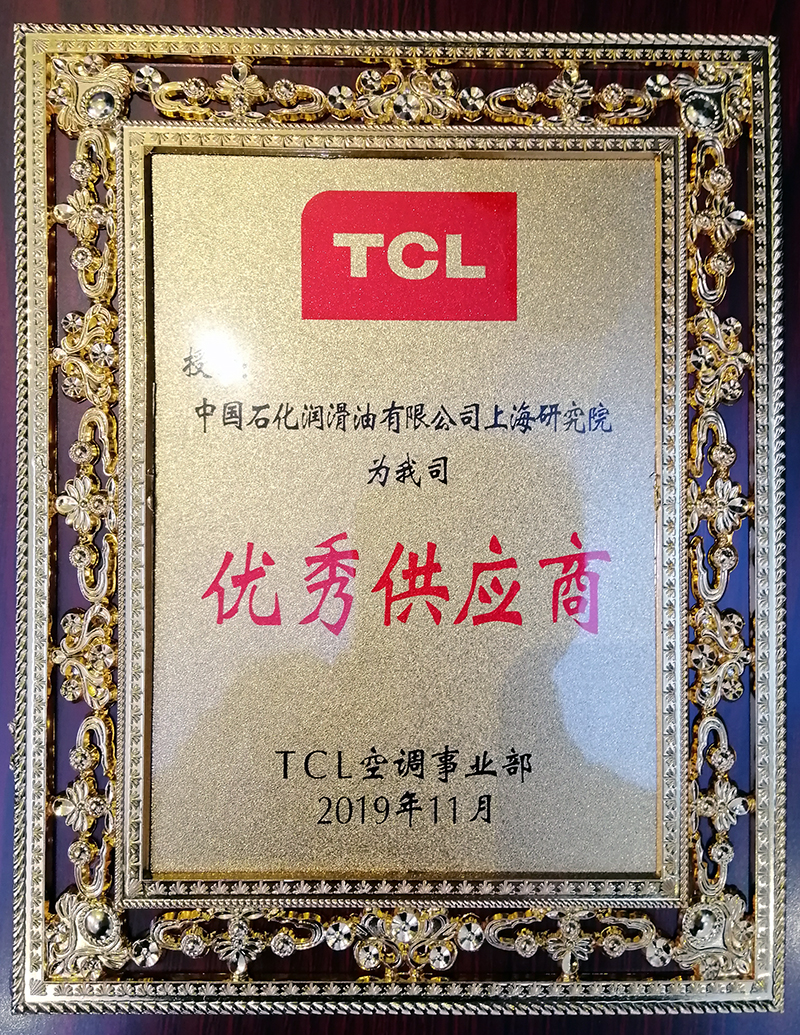 TCL
授
中国石化润滑油有限公司上海研究院
为我司
优秀供应商
TCL空调事业部
2019年11月